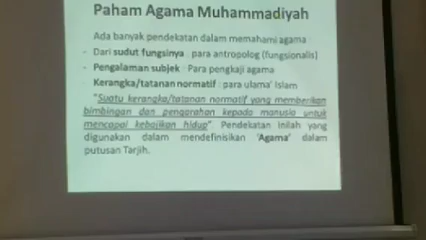 Paham Agama Muhammadiyah
Ada banyak pendekatan dalam memahami agama
- Dari sudut fungsinya : para antropolog (fungsionalis)
- Pengalaman subjek : Para pengkaji agama
Kerangka/tatanan normatif : para ulama' Islam
"Suatu kerangka/tatanan normatif yang memberikan
bimbingan dan pengarahan kepada manusia untuk
mencapai kebajikan hidup" Pendekatan inilah yang
digunakan dalam mendefinisikan 'Agama' dalam
putusan Tarjih.